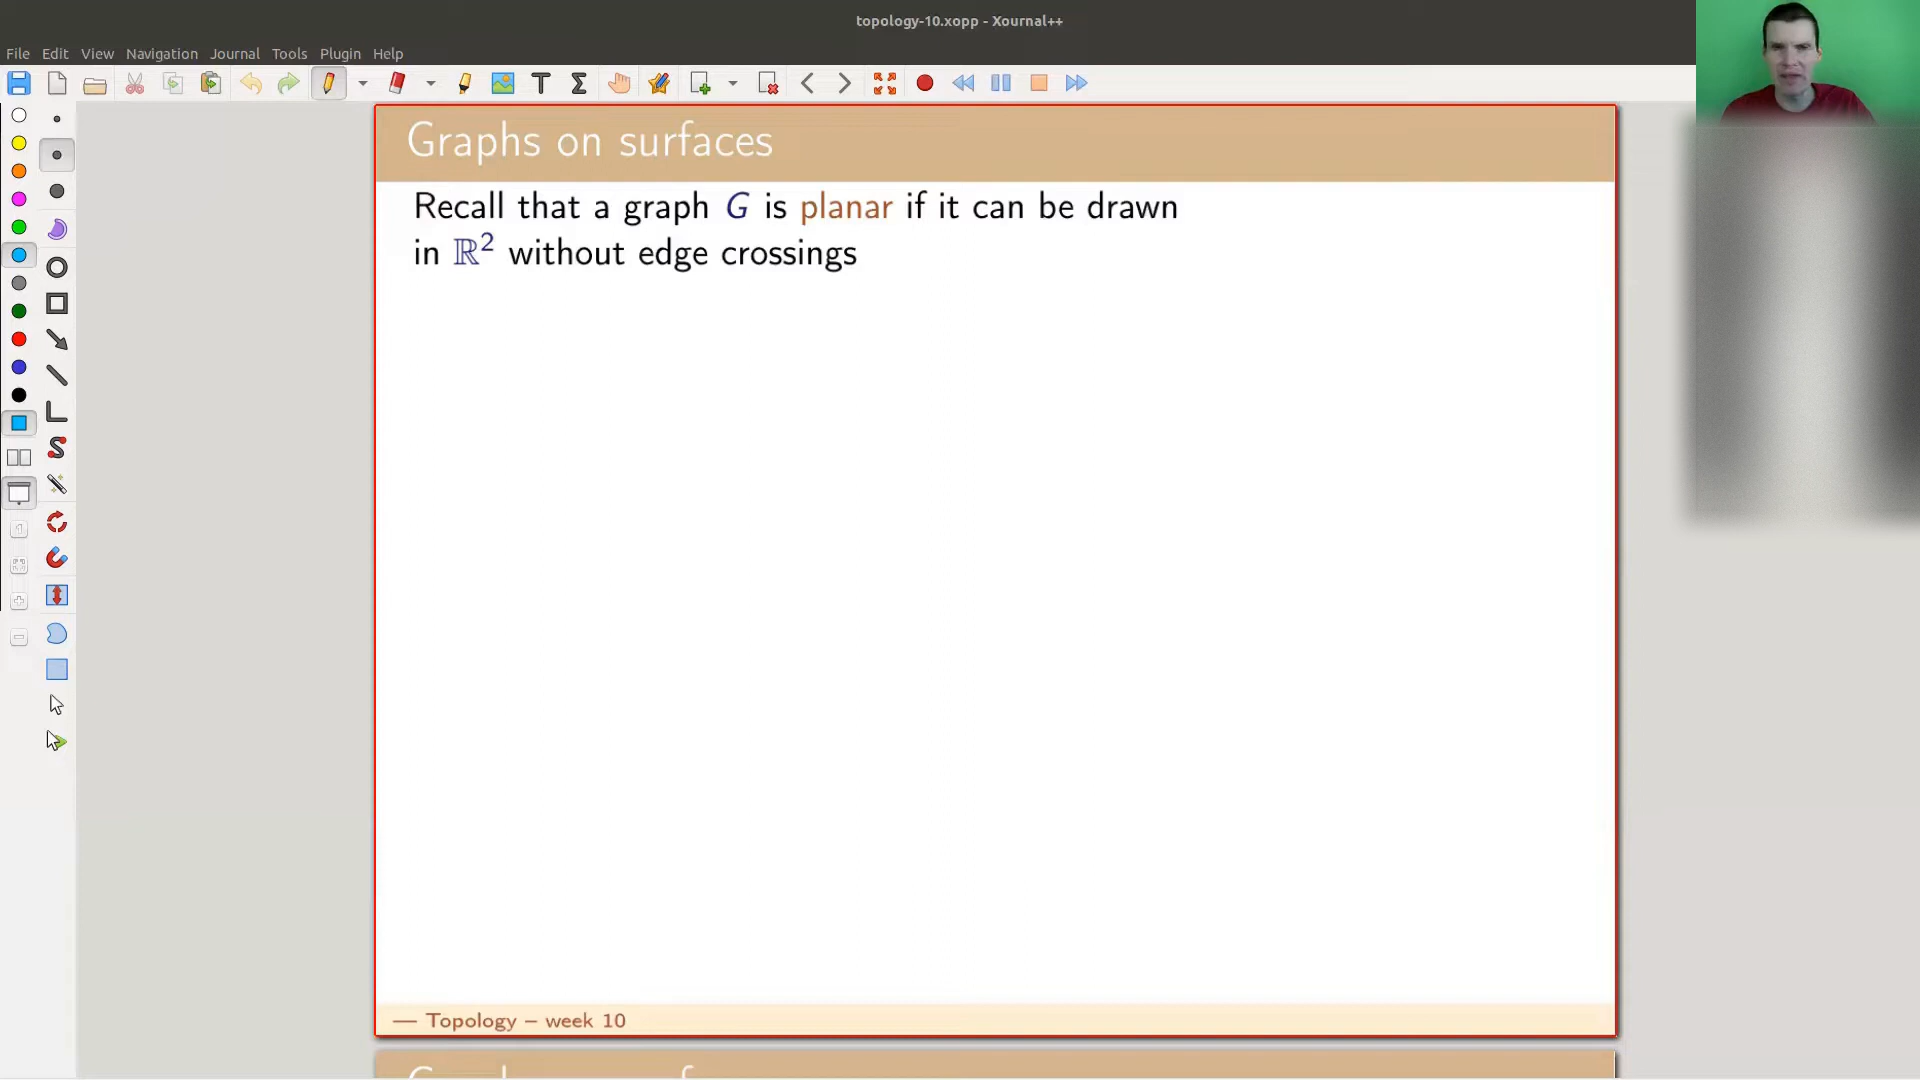 topology-10.xopp - Xournal++
File Edit View Navigation Journal Tools Plugin Help
Graphs on surfaces
Recall that a graph G is planar if it can be drawn
in ℝ² without edge crossings
— Topology – week 10